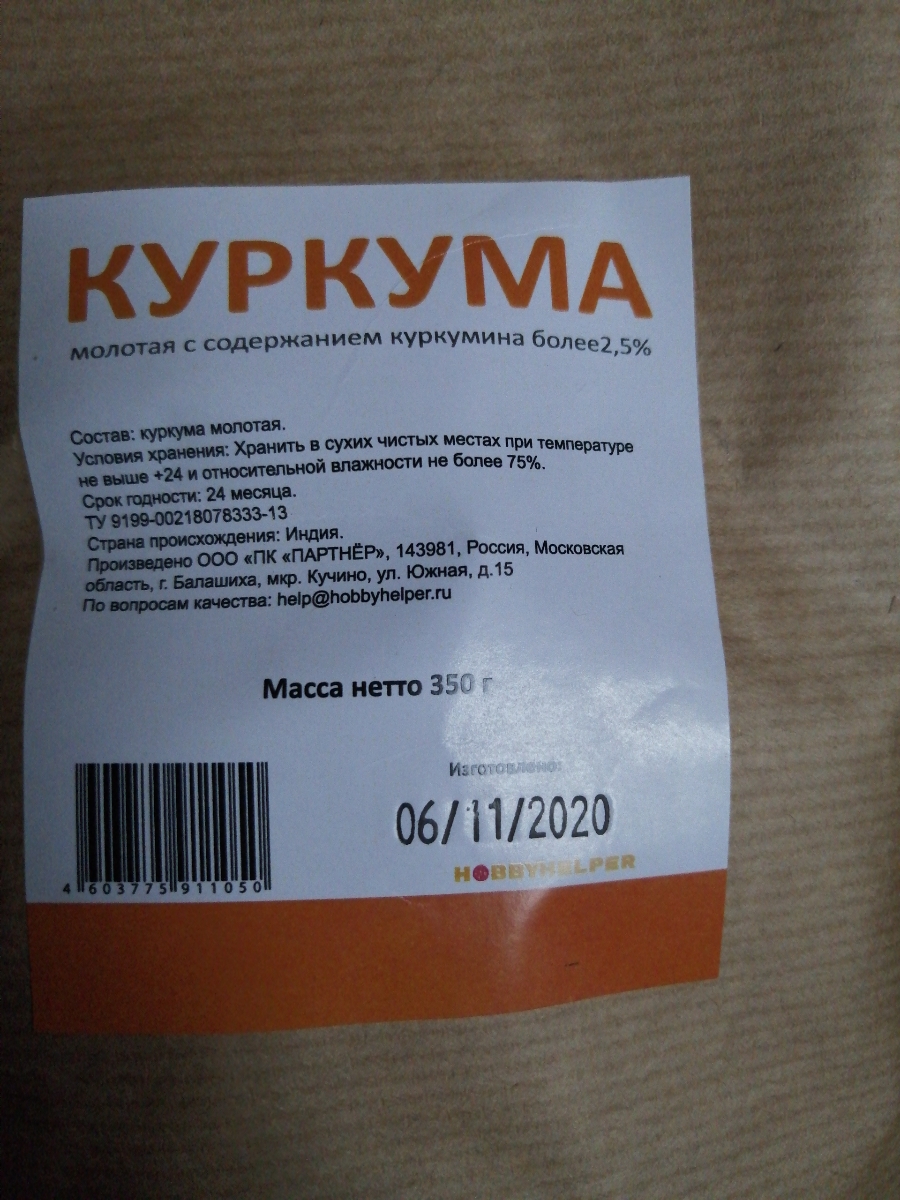 КУРКУМА
молотая с содержанием куркумина более2,5%
Состав: куркума молотая.
Условия хранения: Хранить в сухих чистых местах при температуре
не выше +24 и относительной влажности не более 75%.
Срок годности: 24 месяца.
ТУ 9199-00218078333-13
Страна происхождения: Индия.
Произведено ООО «ПК «ПАРТНЁР», 143981, Россия, Московская
область, г. Балашиха, мкр. Кучино, ул. Южная, д.15
По вопросам качества: help@hobbyhelper.ru
Масса нетто 350 г
Изготовлено:
06/11/2020
HOBBYHELPER
4 603775 911050